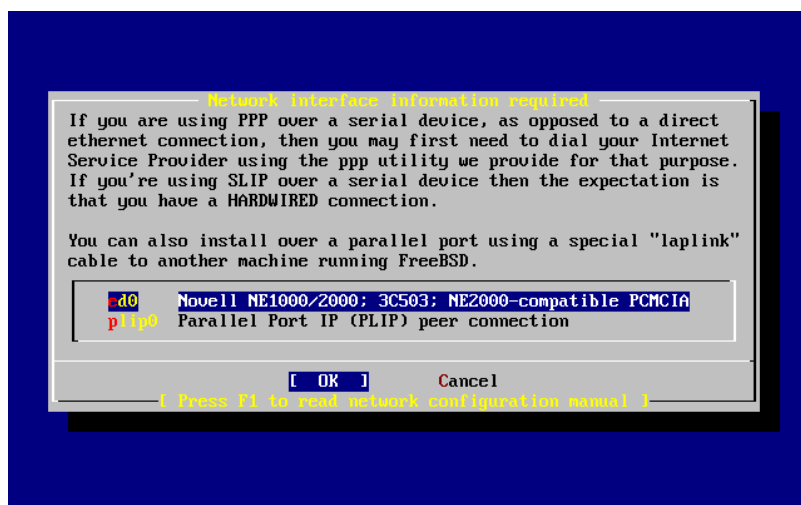 Network interface information required
If you are using PPP over a serial device, as opposed to a direct
ethernet connection, then you may first need to dial your Internet
Service Provider using the ppp utility we provide for that purpose.
If you're using SLIP over a serial device then the expectation is
that you have a HARDWIRED connection.
You can also install over a parallel port using a special "laplink"
cable to another machine running FreeBSD.
ed0 Novell NE1000/2000; 3C503; NE2000-compatible PCMCIA
plip0 Parallel Port IP (PLIP) peer connection
[ OK ] Cancel
[ Press F1 to read network configuration manual ]